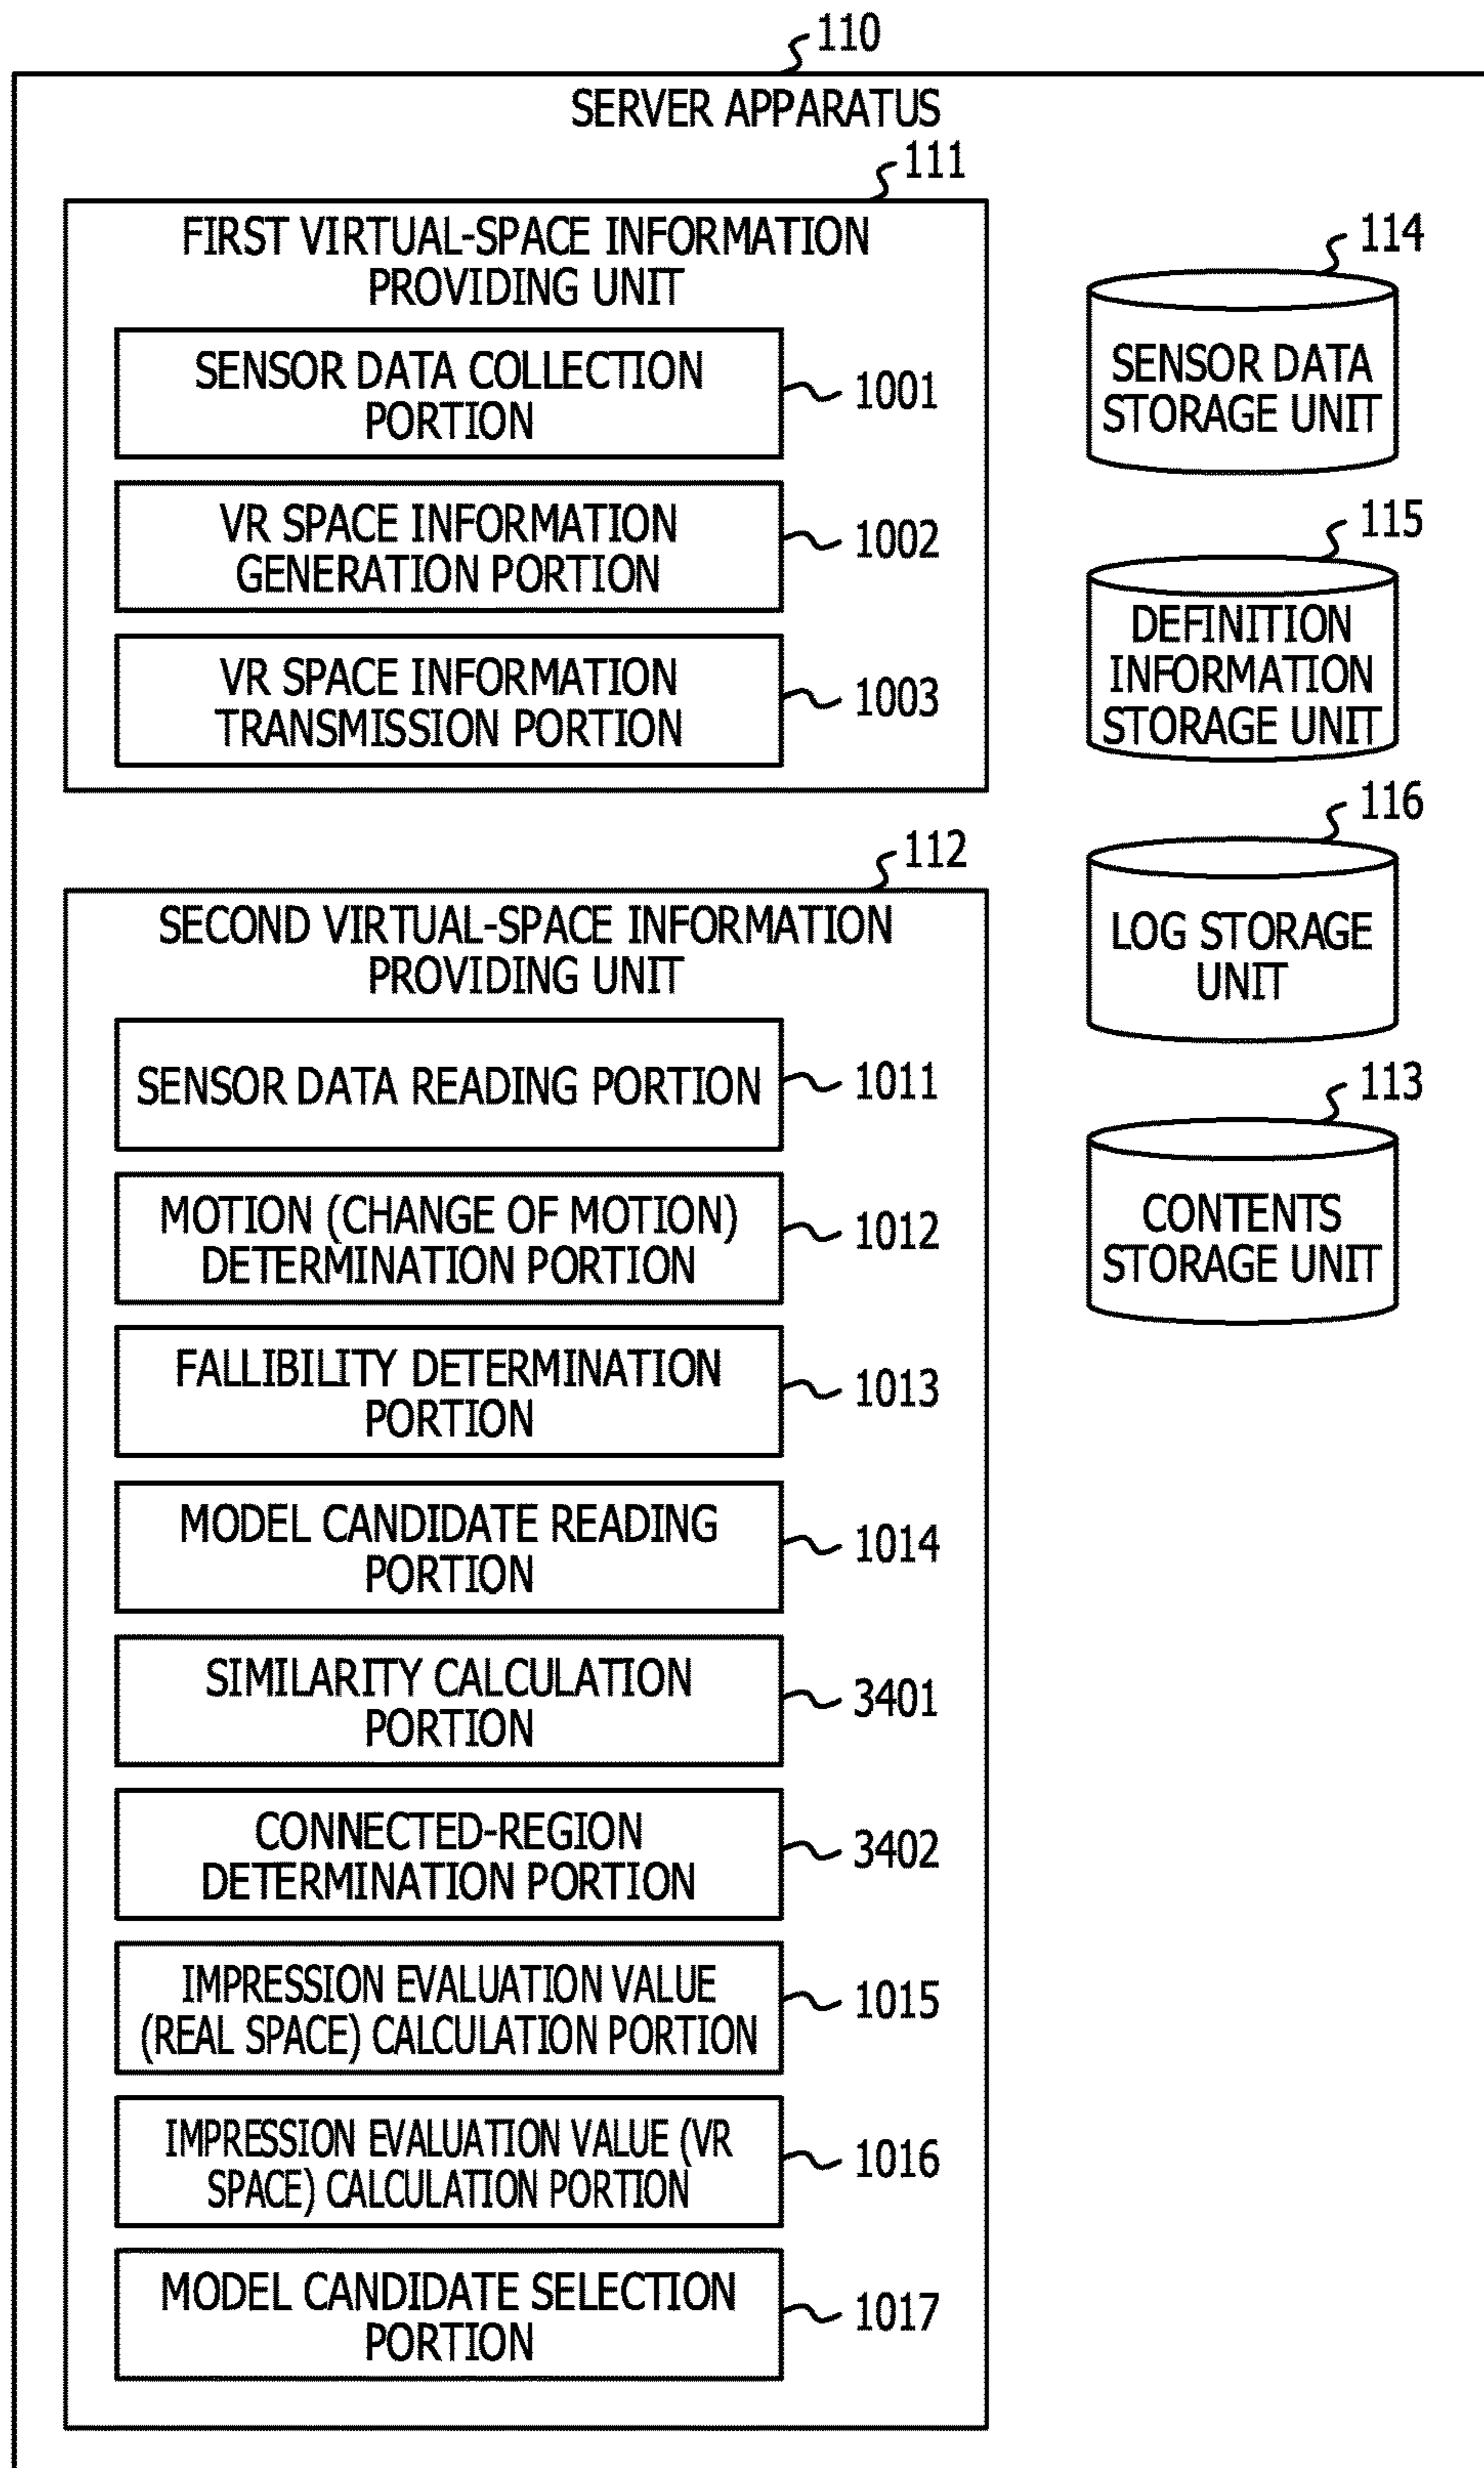 110
SERVER APPARATUS
111
FIRST VIRTUAL-SPACE INFORMATION
PROVIDING UNIT
SENSOR DATA COLLECTION
PORTION
1001
VR SPACE INFORMATION
GENERATION PORTION
1002
VR SPACE INFORMATION
TRANSMISSION PORTION
1003
112
SECOND VIRTUAL-SPACE INFORMATION
PROVIDING UNIT
SENSOR DATA READING PORTION
1011
MOTION (CHANGE OF MOTION)
DETERMINATION PORTION
1012
FALLIBILITY DETERMINATION
PORTION
1013
MODEL CANDIDATE READING
PORTION
1014
SIMILARITY CALCULATION
PORTION
3401
CONNECTED-REGION
DETERMINATION PORTION
3402
IMPRESSION EVALUATION VALUE
(REAL SPACE) CALCULATION PORTION
1015
IMPRESSION EVALUATION VALUE (VR
SPACE) CALCULATION PORTION
1016
MODEL CANDIDATE SELECTION
PORTION
1017
114
SENSOR DATA
STORAGE UNIT
115
DEFINITION
INFORMATION
STORAGE UNIT
116
LOG STORAGE
UNIT
113
CONTENTS
STORAGE UNIT